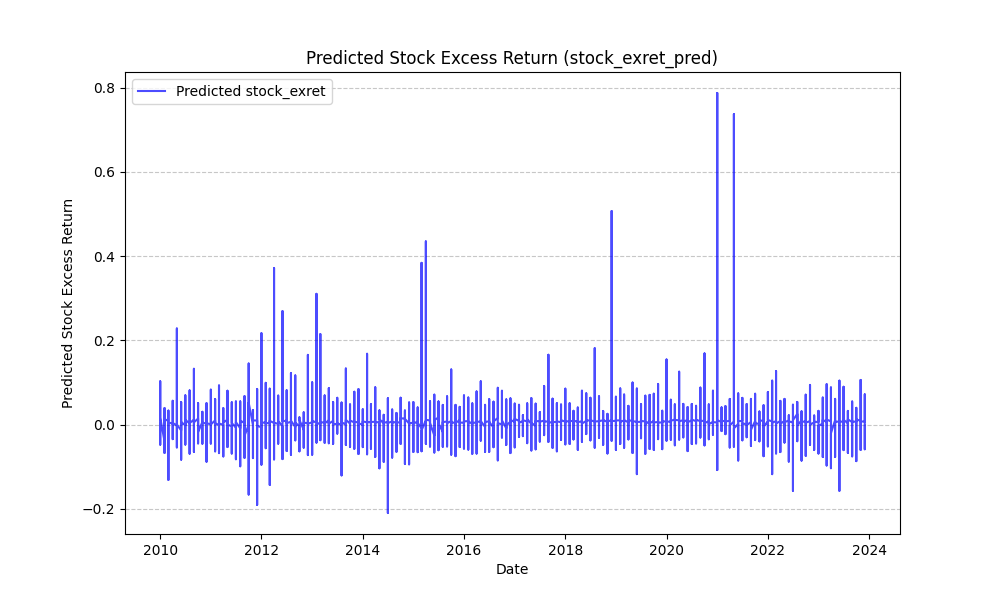 Predicted Stock Excess Return (stock_exret_pred)
Predicted stock_exret
0.8
0.6
0.4
0.2
0.0
−0.2
Predicted Stock Excess Return
2010 2012 2014 2016 2018 2020 2022 2024
Date